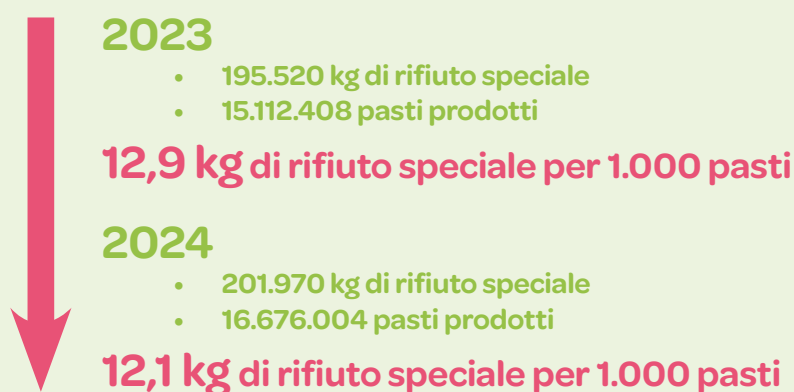 2023
• 195.520 kg di rifiuto speciale
• 15.112.408 pasti prodotti
12,9 kg di rifiuto speciale per 1.000 pasti
2024
• 201.970 kg di rifiuto speciale
• 16.676.004 pasti prodotti
12,1 kg di rifiuto speciale per 1.000 pasti